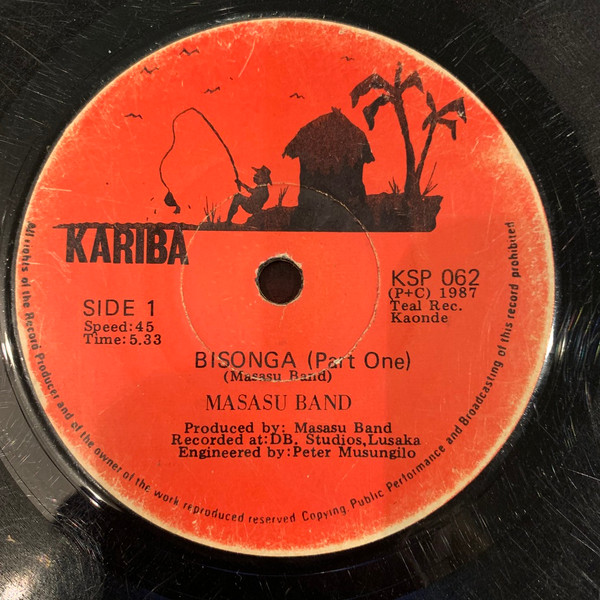 KARIBA
KSP 062
(P+C) 1987
Teal Rec.
Kaonde
SIDE 1
Speed:45
Time:5.33
BISONGA (Part One)
(Masasu Band)
MASASU BAND
Produced by: Masasu Band
Recorded at:DB. Studios,Lusaka
Engineered by:Peter Musungilo
All rights of the Record Producer and of the owner of the work reproduced reserved Copying, Public Performance and Broadcasting of this record prohibited